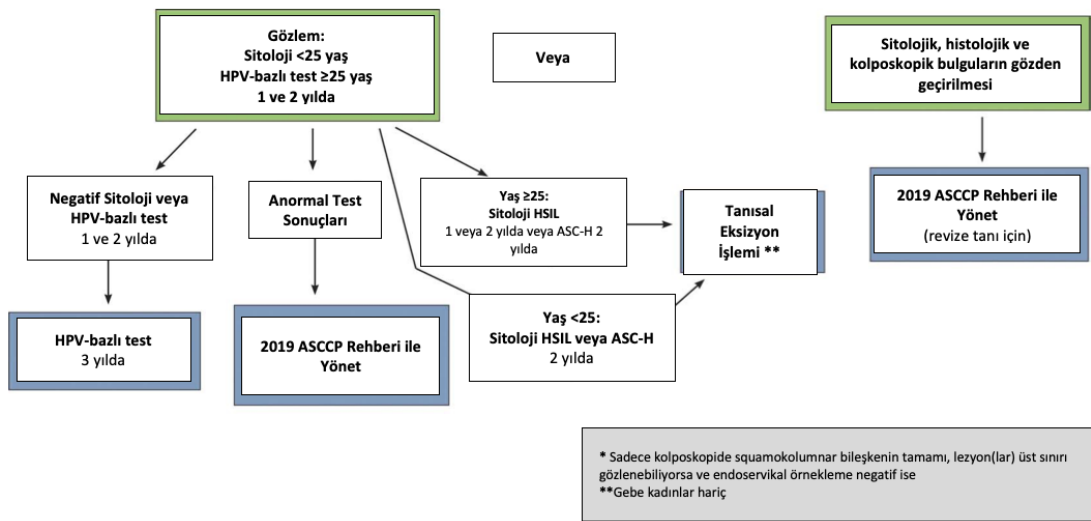 Gözlem:
Sitoloji <25 yaş
HPV-bazlı test ≥25 yaş
1 ve 2 yılda
Veya
Sitolojik, histolojik ve
kolposkopik bulguların gözden
geçirilmesi
Negatif Sitoloji veya
HPV-bazlı test
1 ve 2 yılda
Anormal Test
Sonuçları
Yaş ≥25:
Sitoloji HSIL
1 veya 2 yılda veya ASC-H 2
yılda
Tanısal
Eksizyon
İşlemi **
2019 ASCCP Rehberi ile
Yönet
(revize tanı için)
HPV-bazlı test
3 yılda
2019 ASCCP Rehberi ile
Yönet
Yaş <25:
Sitoloji HSIL veya ASC-H
2 yılda
* Sadece kolposkopide squamokolumnar bileşkenin tamamı, lezyon(lar) üst sınırı
gözlenebiliyorsa ve endoservikal örnekleme negatif ise
**Gebe kadınlar hariç